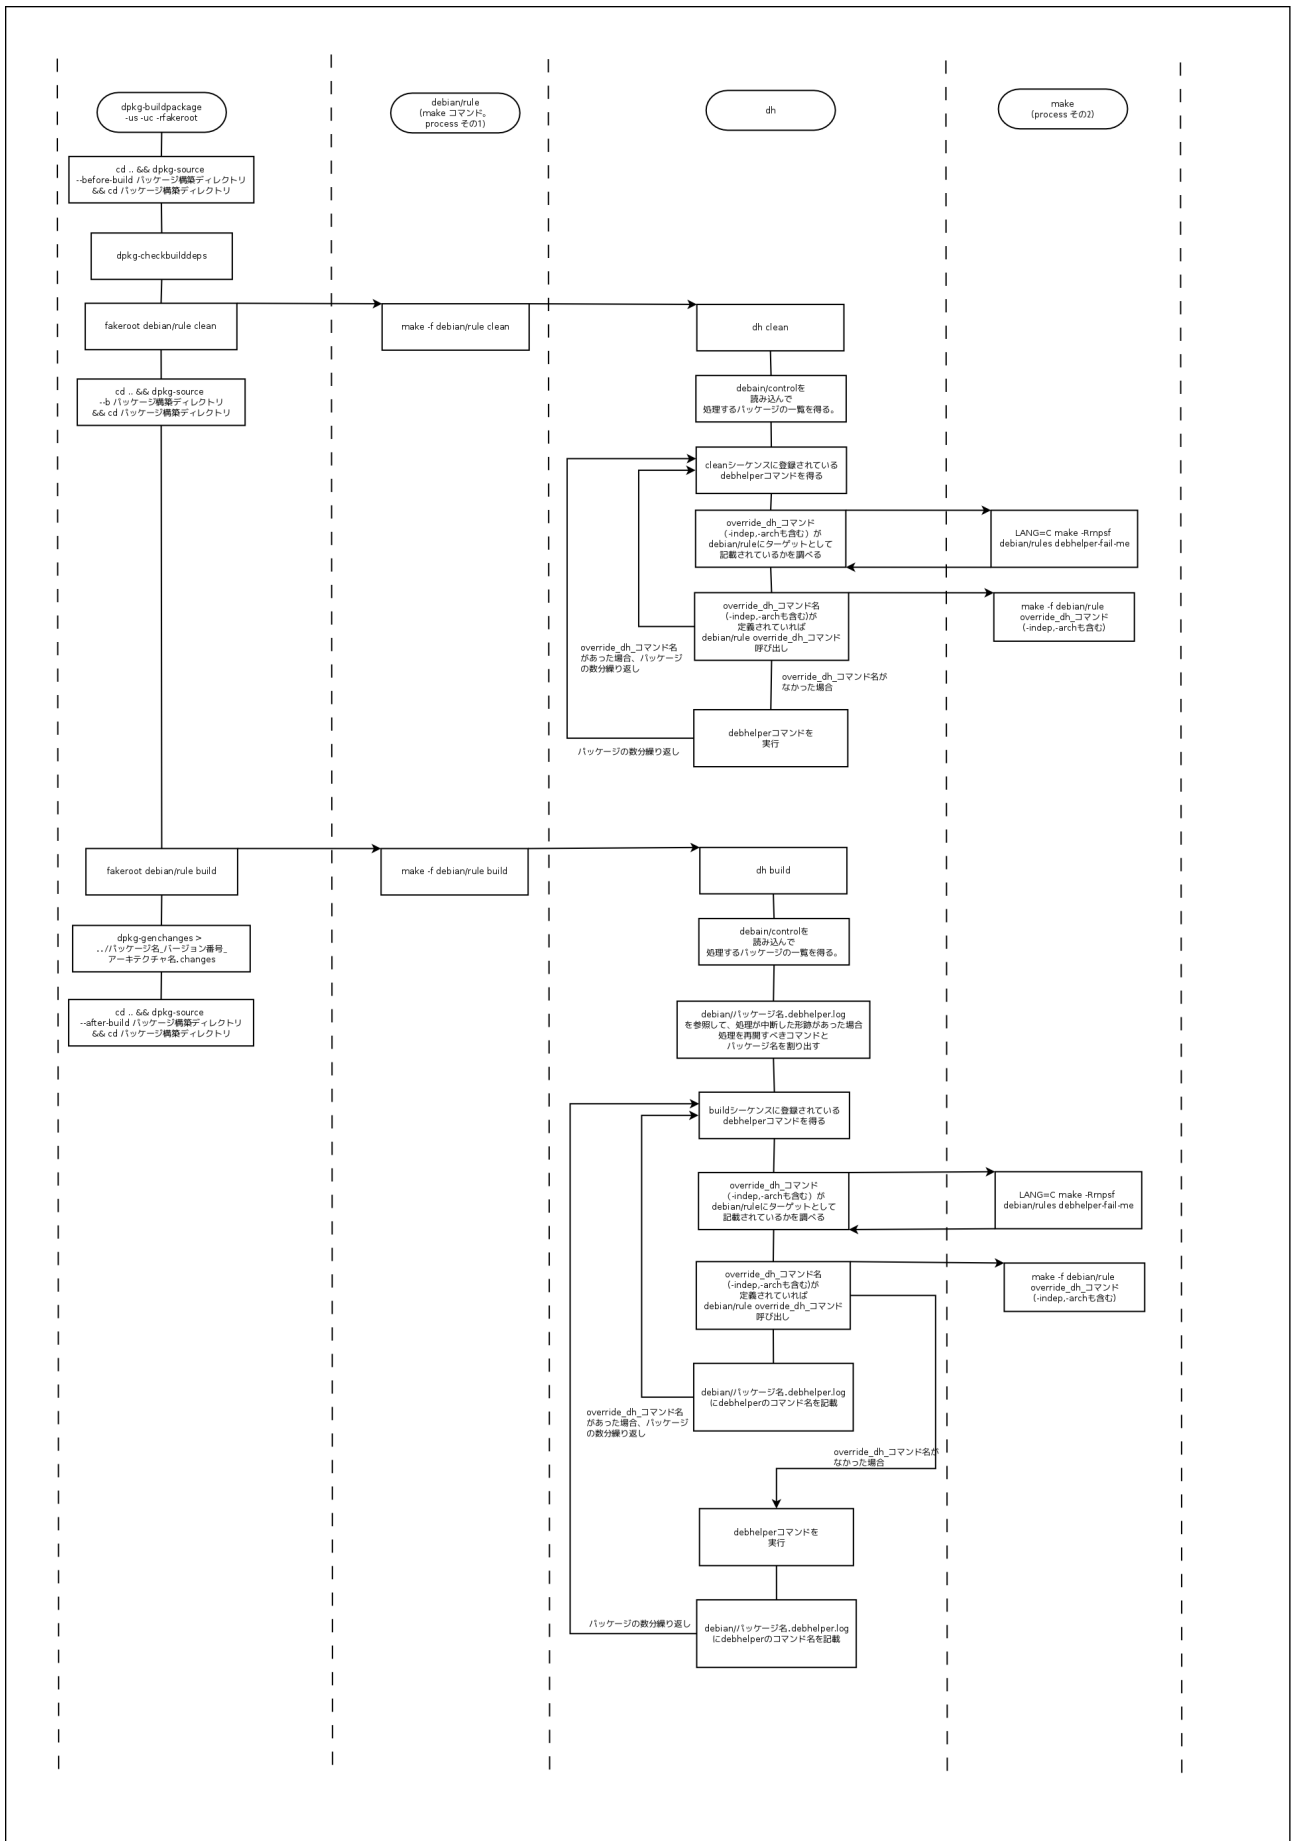 dpkg-buildpackage
-us -uc -rfakeroot
debian/rule
(make コマンド。
process その1)
dh
make
(process その2)
cd .. && dpkg-source
--before-build パッケージ構築ディレクトリ
&& cd パッケージ構築ディレクトリ
dpkg-checkbuilddeps
fakeroot debian/rule clean
make -f debian/rule clean
dh clean
cd .. && dpkg-source
--b パッケージ構築ディレクトリ
&& cd パッケージ構築ディレクトリ
debain/controlを
読み込んで
処理するパッケージの一覧を得る。
cleanシーケンスに登録されている
debhelperコマンドを得る
override_dh_コマンド
(-indep,-archも含む) が
debian/ruleにターゲットとして
記載されているかを調べる
LANG=C make -Rrnpsf
debian/rules debhelper-fail-me
override_dh_コマンド名
(-indep,-archも含む)が
定義されていれば
debian/rule override_dh_コマンド
呼び出し
make -f debian/rule
override_dh_コマンド
(-indep,-archも含む)
override_dh_コマンド名
があった場合、パッケージ
の数分繰り返し
override_dh_コマンド名が
なかった場合
debhelperコマンドを
実行
パッケージの数分繰り返し
fakeroot debian/rule build
make -f debian/rule build
dh build
dpkg-genchanges >
../パッケージ名_バージョン番号_
アーキテクチャ名.changes
debain/controlを
読み込んで
処理するパッケージの一覧を得る。
cd .. && dpkg-source
--after-build パッケージ構築ディレクトリ
&& cd パッケージ構築ディレクトリ
debian/パッケージ名.debhelper.log
を参照して、処理が中断した形跡があった場合
処理を再開すべきコマンドと
パッケージ名を割り出す
buildシーケンスに登録されている
debhelperコマンドを得る
override_dh_コマンド
(-indep,-archも含む) が
debian/ruleにターゲットとして
記載されているかを調べる
LANG=C make -Rrnpsf
debian/rules debhelper-fail-me
override_dh_コマンド名
(-indep,-archも含む)が
定義されていれば
debian/rule override_dh_コマンド
呼び出し
make -f debian/rule
override_dh_コマンド
(-indep,-archも含む)
debian/パッケージ名.debhelper.log
にdebhelperのコマンド名を記載
override_dh_コマンド名
があった場合、パッケージ
の数分繰り返し
override_dh_コマンド名が
なかった場合
debhelperコマンドを
実行
パッケージの数分繰り返し
debian/パッケージ名.debhelper.log
にdebhelperのコマンド名を記載